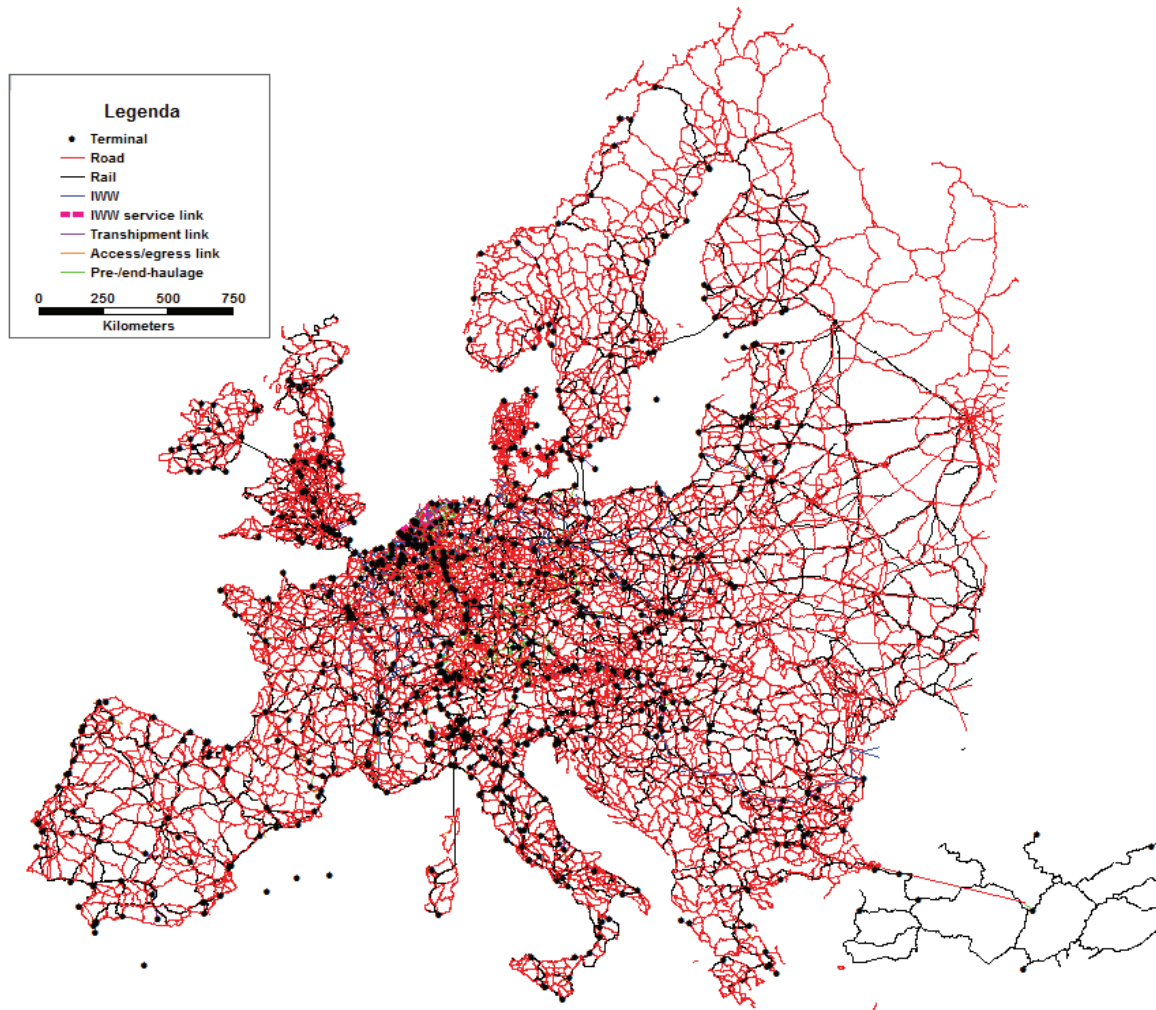 Legenda
Terminal
Road
Rail
IWW
IWW service link
Transhipment link
Access/egress link
Pre-/end-haulage
0 250 500 750
Kilometers